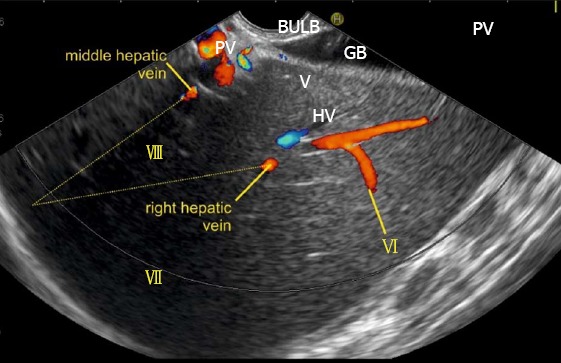 BULB
H
PV
PV
GB
middle hepatic
vein
V
HV
VIII
right hepatic
vein
VI
VII